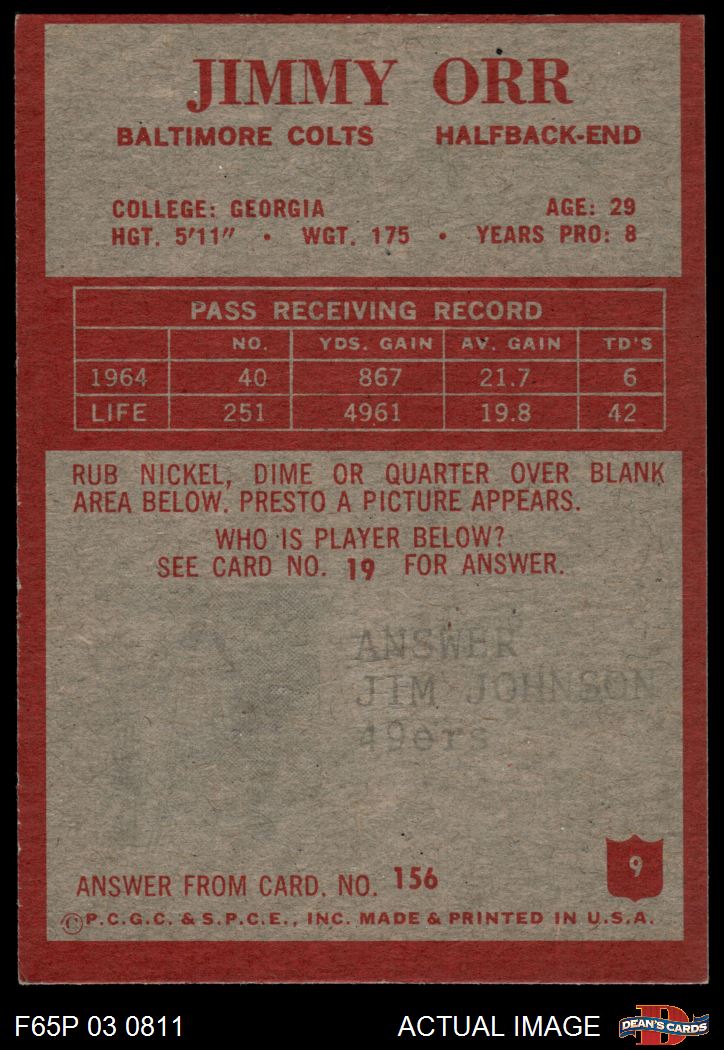 JIMMY ORR
BALTIMORE COLTS HALFBACK-END
COLLEGE: GEORGIA AGE: 29
HGT. 5'11" • WGT. 175 • YEARS PRO: 8
PASS RECEIVING RECORD
NO. YDS. GAIN AV. GAIN TD'S
1964 40 867 21.7 6
LIFE 251 4961 19.8 42
RUB NICKEL, DIME OR QUARTER OVER BLANK
AREA BELOW. PRESTO A PICTURE APPEARS.
WHO IS PLAYER BELOW?
SEE CARD NO. 19 FOR ANSWER.
ANSWER
JIM JOHNSON
49ers
ANSWER FROM CARD. NO. 156
9
© P.C.G.C. & S.P.C.E., INC. MADE & PRINTED IN U.S.A.
F65P 03 0811 ACTUAL IMAGE D DEAN'S CARDS